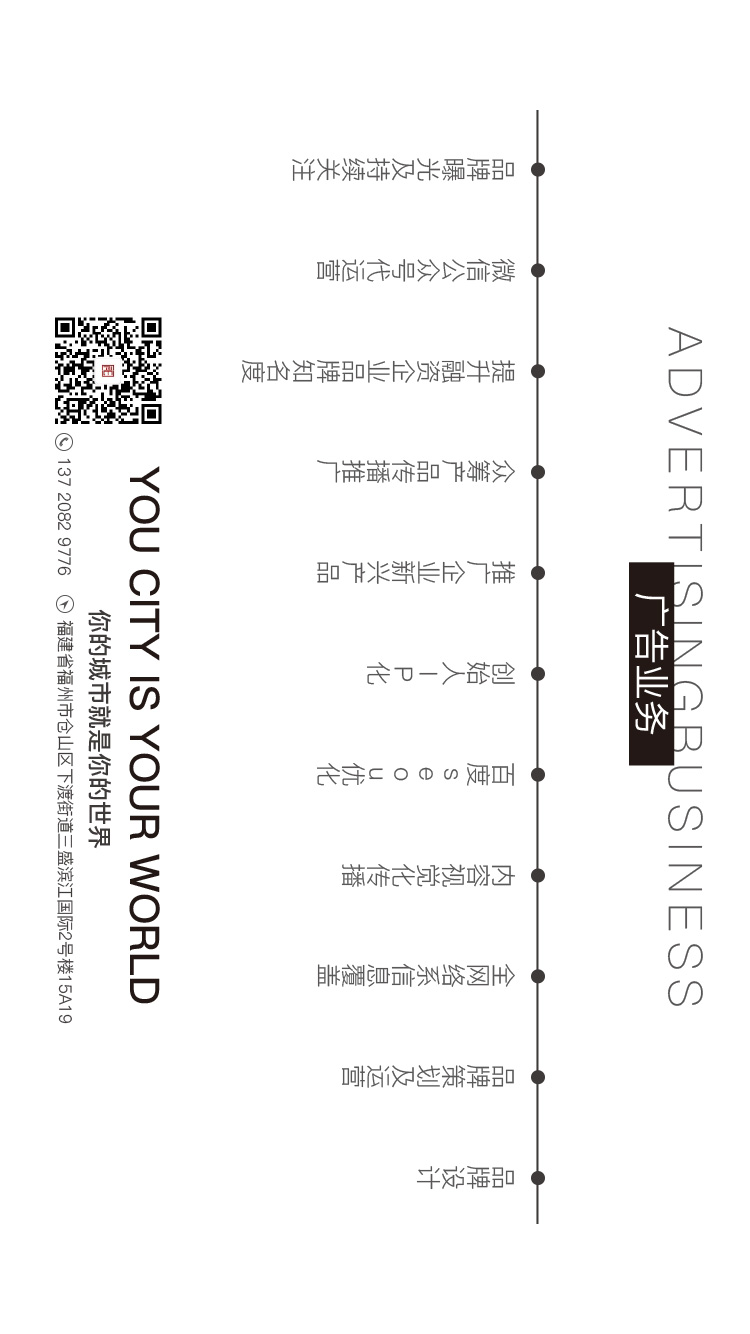 ADVERTISINGBUSINESS
广告业务
品牌曝光及持续关注
微信公众号代运营
提升融资企业品牌知名度
众筹产品传播推广
推广企业新兴产品
创始人IP化
百度seou优化
内容视觉化传播
全网络系信息覆盖
品牌策划及运营
品牌设计
YOU CITY IS YOUR WORLD
你的城市就是你的世界
137 2082 9776 福建省福州市仓山区下渡街道三盛滨江国际2号楼15A19